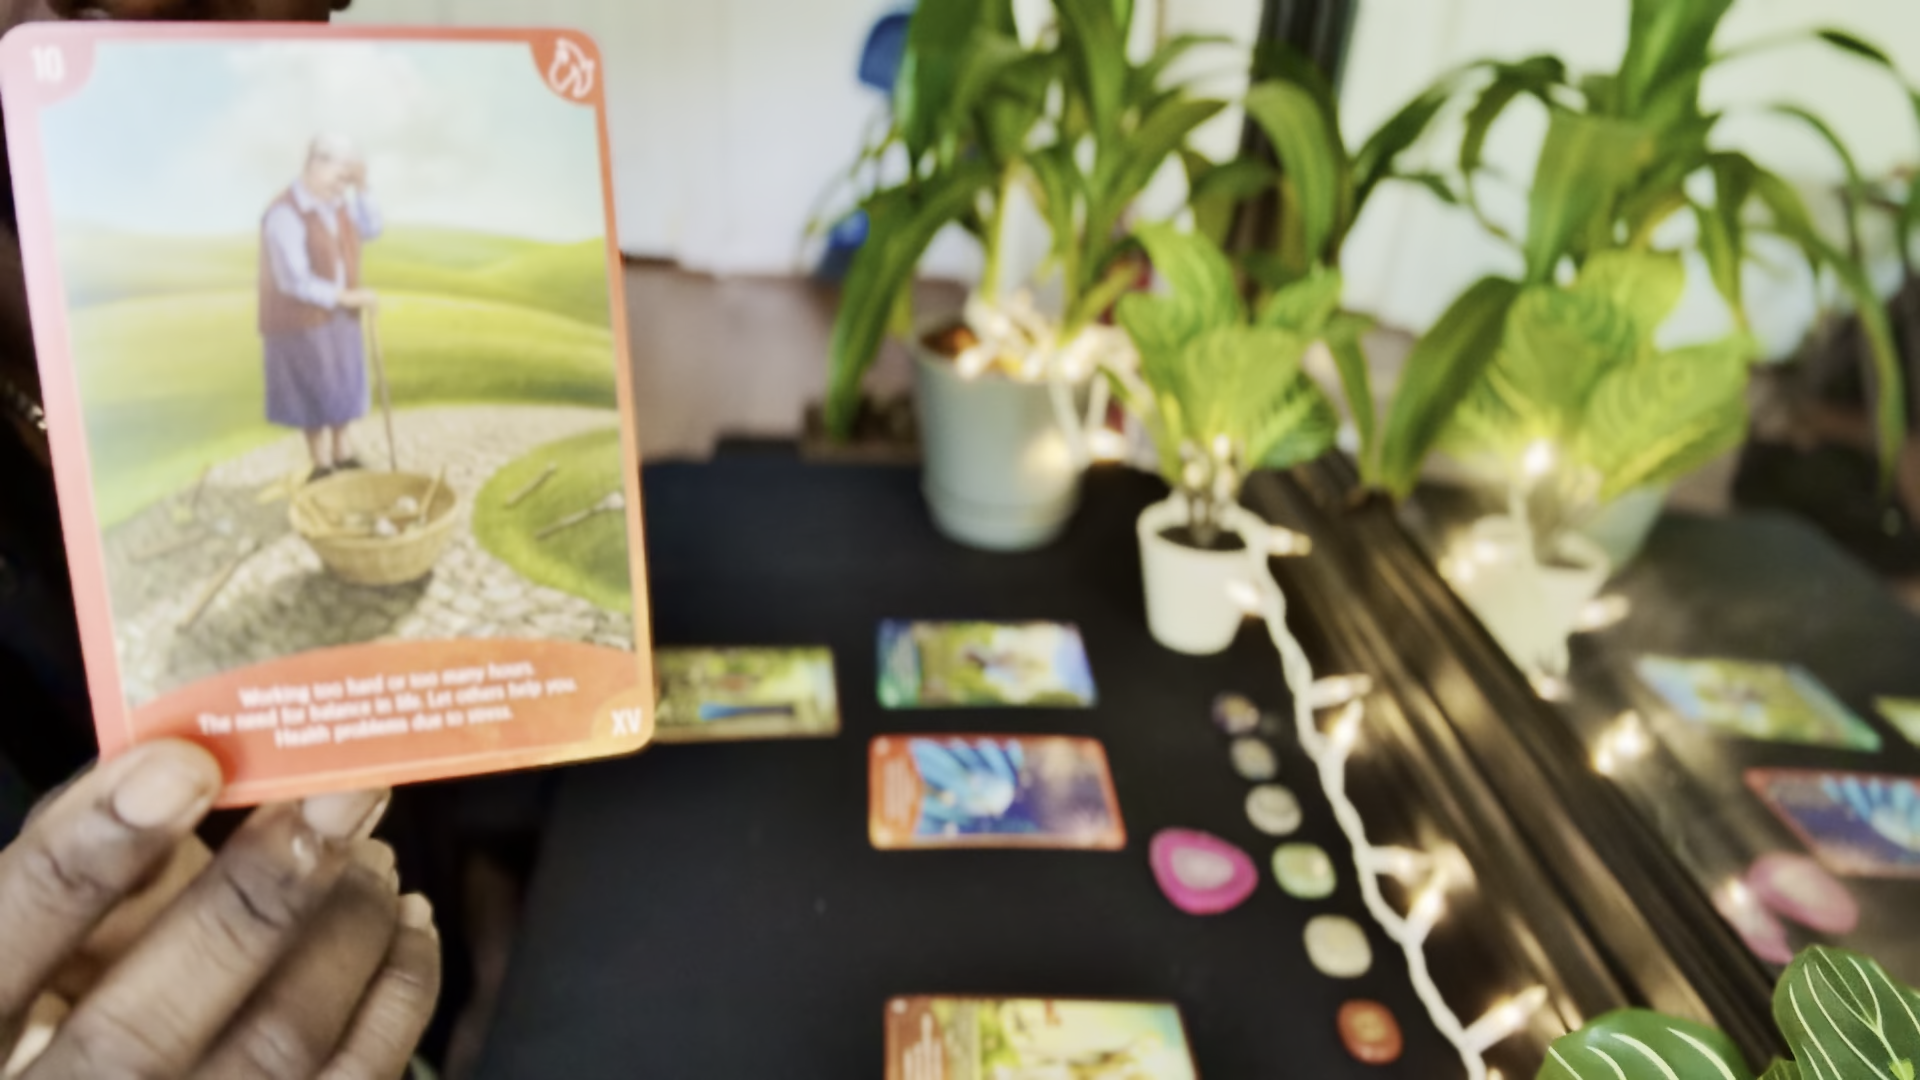 10
Working too hard or too many hours.
The need for balance in life. Let others help you.
Health problems due to stress.
XV